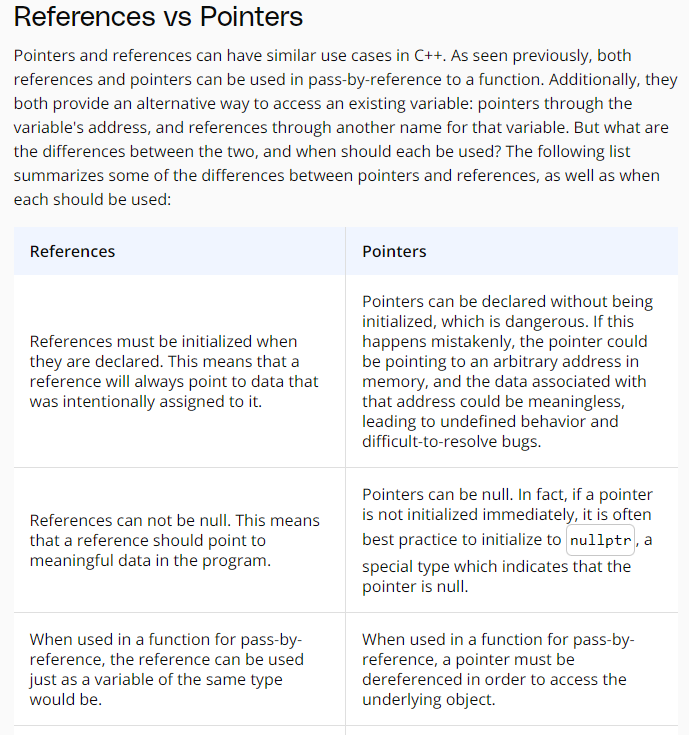 References vs Pointers
Pointers and references can have similar use cases in C++. As seen previously, both
references and pointers can be used in pass-by-reference to a function. Additionally, they
both provide an alternative way to access an existing variable: pointers through the
variable's address, and references through another name for that variable. But what are
the differences between the two, and when should each be used? The following list
summarizes some of the differences between pointers and references, as well as when
each should be used:
References
Pointers
References must be initialized when
they are declared. This means that a
reference will always point to data that
was intentionally assigned to it.
Pointers can be declared without being
initialized, which is dangerous. If this
happens mistakenly, the pointer could
be pointing to an arbitrary address in
memory, and the data associated with
that address could be meaningless,
leading to undefined behavior and
difficult-to-resolve bugs.
References can not be null. This means
that a reference should point to
meaningful data in the program.
Pointers can be null. In fact, if a pointer
is not initialized immediately, it is often
best practice to initialize to nullptr, a
special type which indicates that the
pointer is null.
When used in a function for pass-by-
reference, the reference can be used
just as a variable of the same type
would be.
When used in a function for pass-by-
reference, a pointer must be
dereferenced in order to access the
underlying object.